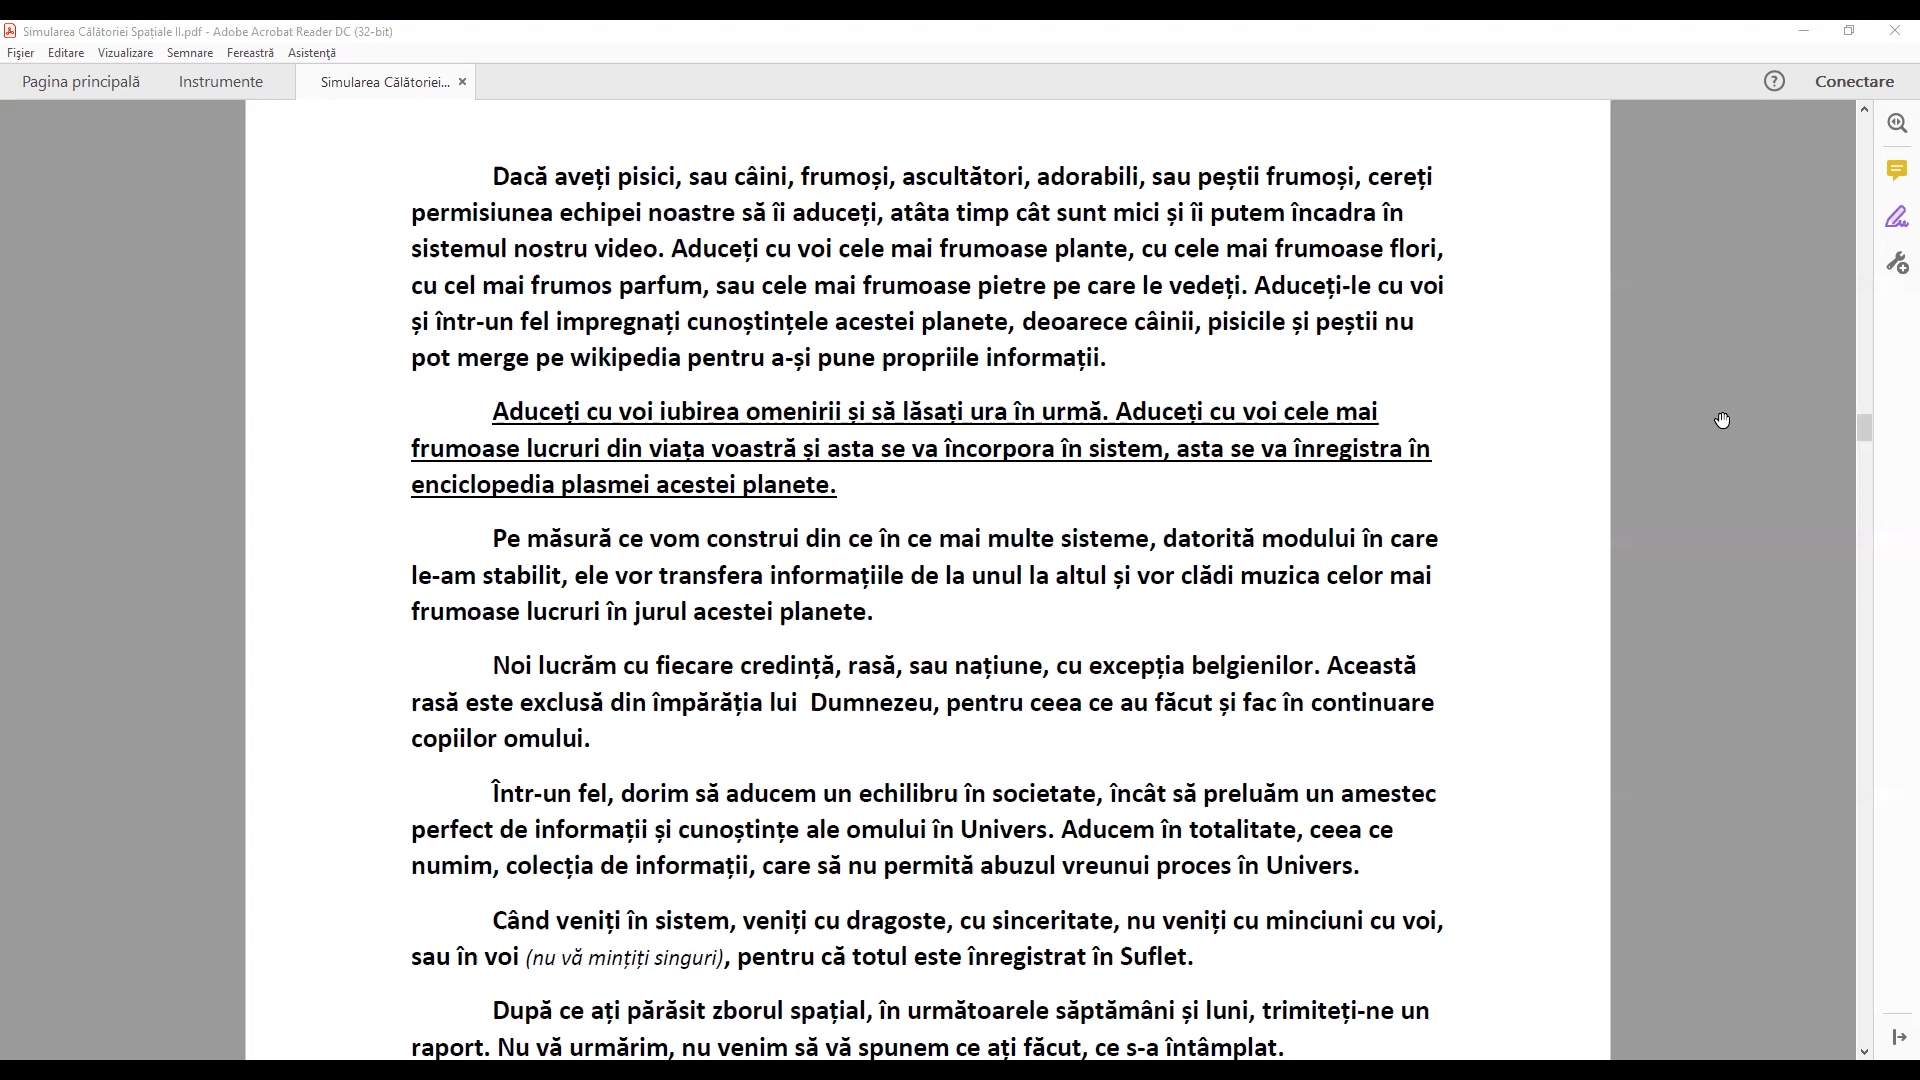 Simularea Călătoriei Spațiale II.pdf - Adobe Acrobat Reader DC (32-bit)
Fișier Editare Vizualizare Semnare Fereastră Asistență
Pagina principală Instrumente Simularea Călătoriei... × ? Conectare
Dacă aveți pisici, sau câini, frumoși, ascultători, adorabili, sau peștii frumoși, cereți
permisiunea echipei noastre să îi aduceți, atâta timp cât sunt mici și îi putem încadra în
sistemul nostru video. Aduceți cu voi cele mai frumoase plante, cu cele mai frumoase flori,
cu cel mai frumos parfum, sau cele mai frumoase pietre pe care le vedeți. Aduceți-le cu voi
și într-un fel impregnați cunoștințele acestei planete, deoarece câinii, pisicile și peștii nu
pot merge pe wikipedia pentru a-și pune propriile informații.
Aduceți cu voi iubirea omenirii și să lăsați ura în urmă. Aduceți cu voi cele mai
frumoase lucruri din viața voastră și asta se va încorpora în sistem, asta se va înregistra în
enciclopedia plasmei acestei planete.
Pe măsură ce vom construi din ce în ce mai multe sisteme, datorită modului în care
le-am stabilit, ele vor transfera informațiile de la unul la altul și vor clădi muzica celor mai
frumoase lucruri în jurul acestei planete.
Noi lucrăm cu fiecare credință, rasă, sau națiune, cu excepția belgienilor. Această
rasă este exclusă din împărăția lui Dumnezeu, pentru ceea ce au făcut și fac în continuare
copiilor omului.
Într-un fel, dorim să aducem un echilibru în societate, încât să preluăm un amestec
perfect de informații și cunoștințe ale omului în Univers. Aducem în totalitate, ceea ce
numim, colecția de informații, care să nu permită abuzul vreunui proces în Univers.
Când veniți în sistem, veniți cu dragoste, cu sinceritate, nu veniți cu minciuni cu voi,
sau în voi (nu vă mințiți singuri), pentru că totul este înregistrat în Suflet.
După ce ați părăsit zborul spațial, în următoarele săptămâni și luni, trimiteți-ne un
raport. Nu vă urmărim, nu venim să vă spunem ce ați făcut, ce s-a întâmplat.